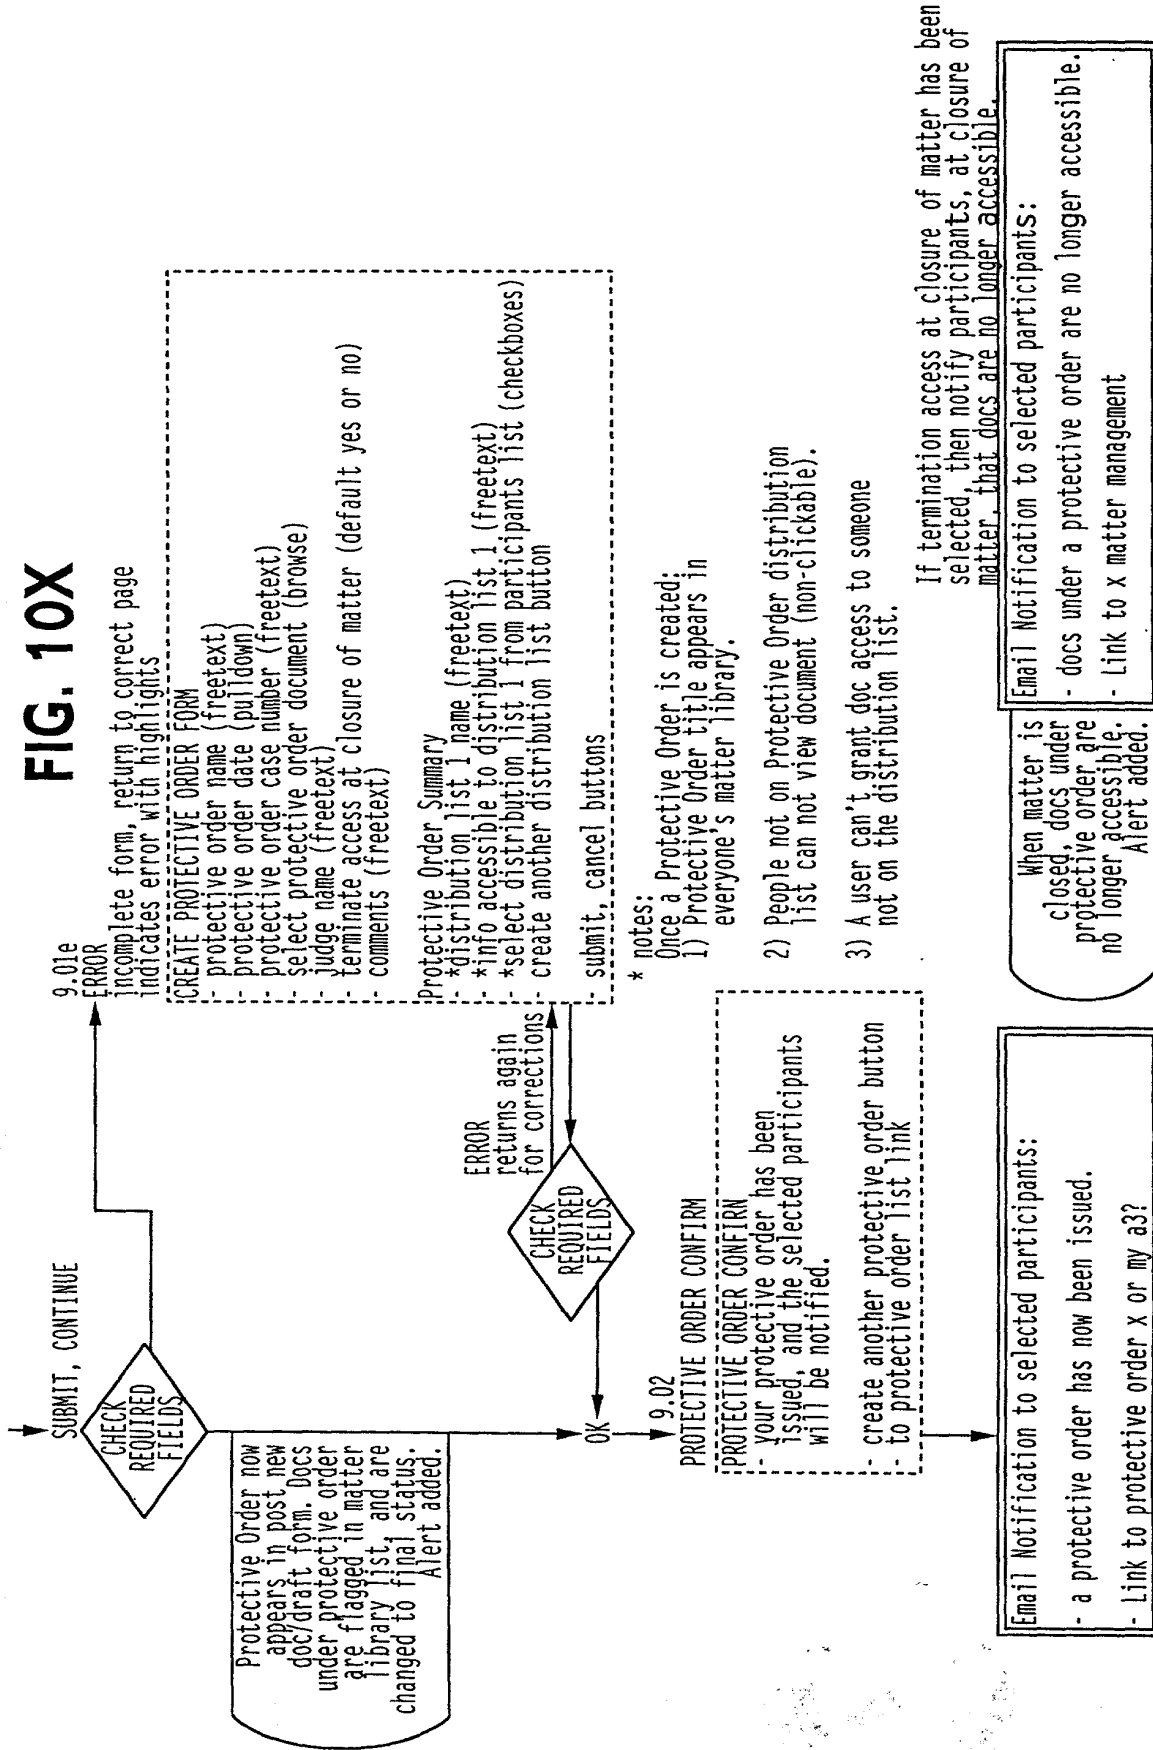 FIG. 10X
SUBMIT, CONTINUE
CHECK
REQUIRED
FIELDS
9.01e
ERROR
incomplete form, return to correct page
indicates error with highlights
CREATE PROTECTIVE ORDER FORM
- protective order name (freetext)
- protective order date (pulldown)
- protective order case number (freetext)
- select protective order document (browse)
- judge name (freetext)
- terminate access at closure of matter (default yes or no)
- comments (freetext)
Protective Order Summary
- *distribution list 1 name (freetext)
- *info accessible to distribution list 1 (freetext)
- *select distribution list 1 from participants list (checkboxes)
- create another distribution list button
- submit, cancel buttons
Protective Order now
appears in post new
doc/draft form. Docs
under protective order
are flagged in matter
library list, and are
changed to final status.
Alert added.
ERROR
returns again
for corrections
CHECK
REQUIRED
FIELDS
OK
* notes:
Once a Protective Order is created:
1) Protective Order title appears in
everyone's matter library.
2) People not on Protective Order distribution
list can not view document (non-clickable).
3) A user can't grant doc access to someone
not on the distribution list.
9.02
PROTECTIVE ORDER CONFIRM
PROTECTIVE ORDER CONFIRN
- your protective order has been
issued, and the selected participants
will be notified.
- create another protective order button
- to protective order list link
Email Notification to selected participants:
- a protective order has now been issued.
- Link to protective order x or my a3?
When matter is
closed, docs under
protective order are
no longer accessible.
Alert added.
If termination access at closure of matter has been
selected, then notify participants, at closure of
matter, that docs are no longer accessible.
Email Notification to selected participants:
- docs under a protective order are no longer accessible.
- Link to x matter management